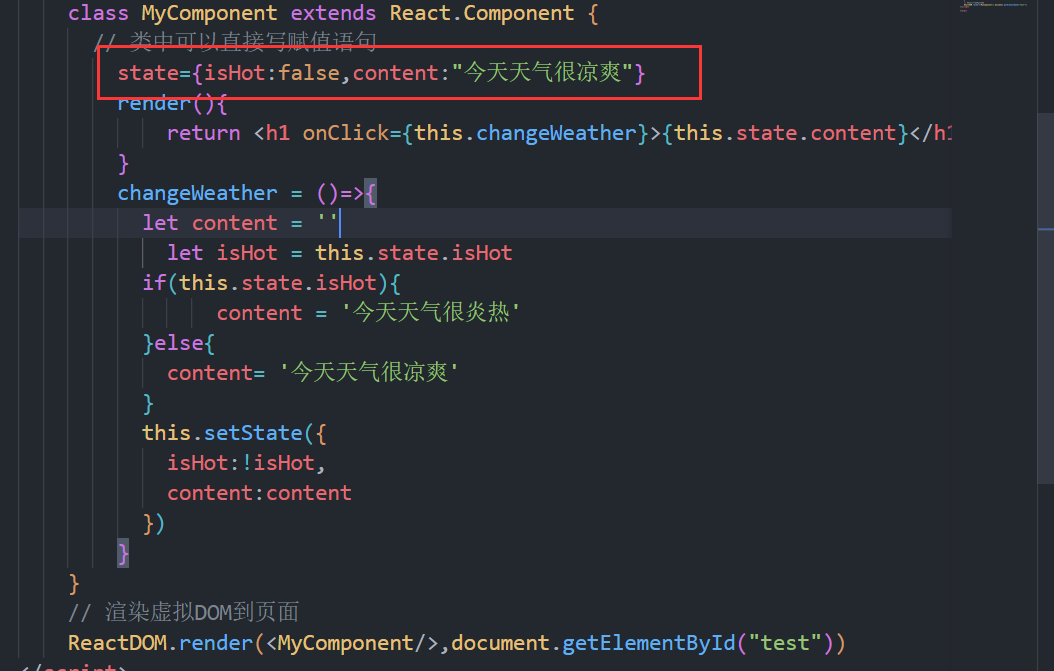 class MyComponent extends React.Component {
// 类中可以直接写赋值语句
state={isHot:false,content:"今天天气很凉爽"}
render(){
return <h1 onClick={this.changeWeather}>{this.state.content}</h1
}
changeWeather = ()=>{
let content = ''
let isHot = this.state.isHot
if(this.state.isHot){
content = '今天天气很炎热'
}else{
content= '今天天气很凉爽'
}
this.setState({
isHot:!isHot,
content:content
})
}
}
// 渲染虚拟DOM到页面
ReactDOM.render(<MyComponent/>,document.getElementById("test"))
</script>